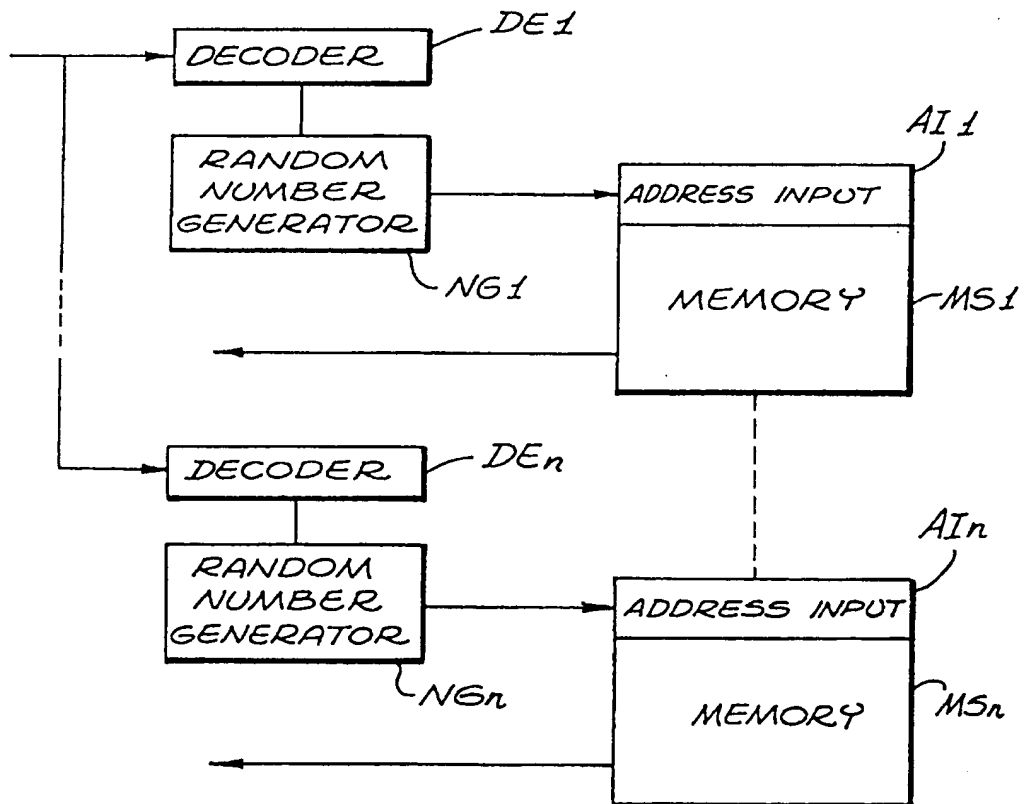 DE1
DECODER
AI1
RANDOM
NUMBER
GENERATOR
ADDRESS INPUT
NG1
MEMORY
MS1
DECODER
DEn
AIn
RANDOM
NUMBER
GENERATOR
ADDRESS INPUT
NGn
MEMORY
MSn